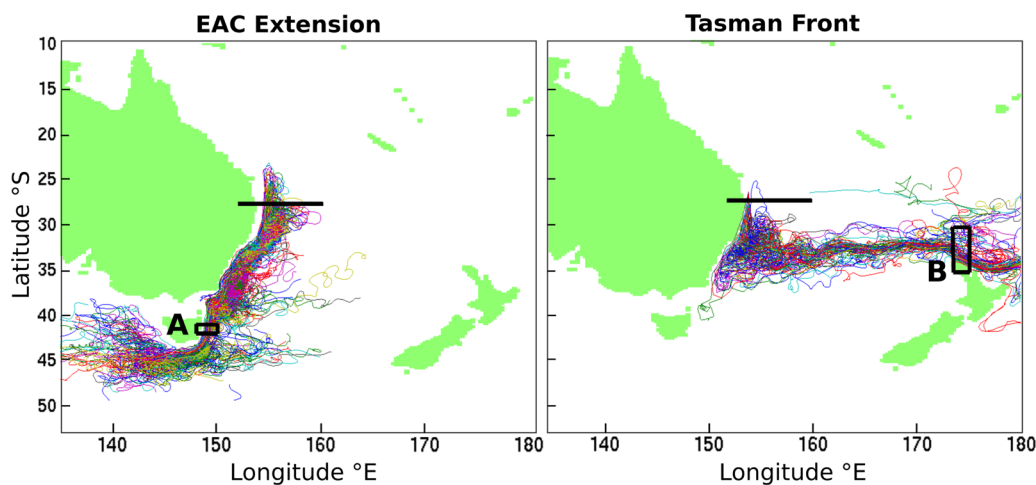 EAC Extension
Tasman Front
10
15
20
25
30
35
40
45
50
Latitude °S
A
B
140 150 160 170 180
140 150 160 170 180
Longitude °E
Longitude °E